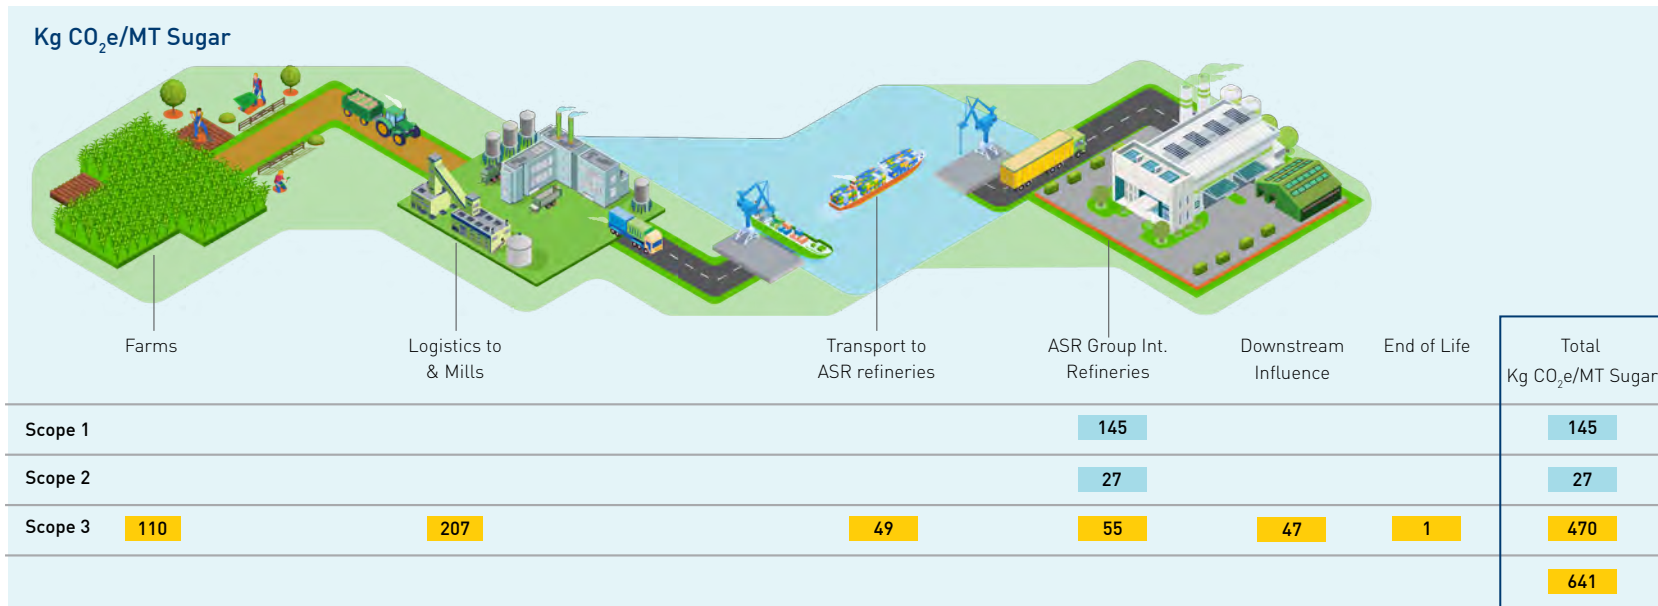 Kg CO₂e/MT Sugar
Farms
Logistics to
& Mills
Transport to
ASR refineries
ASR Group Int.
Refineries
Downstream
Influence
End of Life
Total
Kg CO₂e/MT Sugar
Scope 1 145 145
Scope 2 27 27
Scope 3 110 207 49 55 47 1 470
641